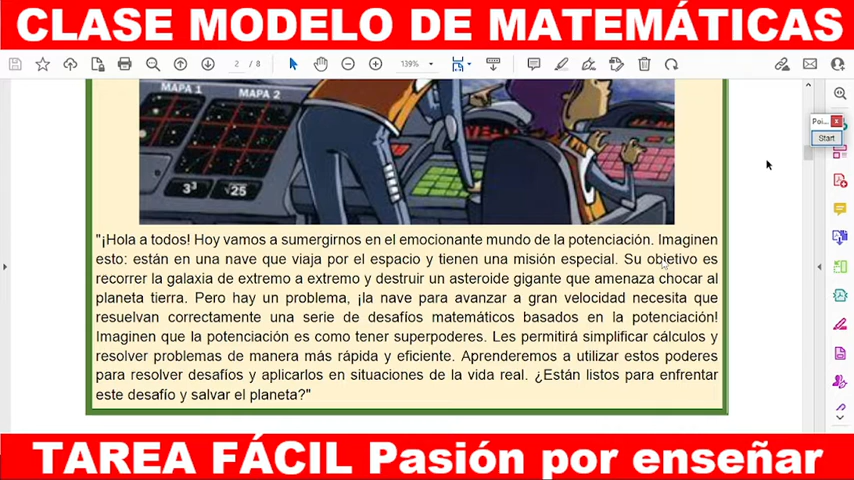 CLASE MODELO DE MATEMÁTICAS
2 / 8
139%
MAPA 1
MAPA 2
3³
√25
Poi...
x
Start
"¡Hola a todos! Hoy vamos a sumergirnos en el emocionante mundo de la potenciación. Imaginen
esto: están en una nave que viaja por el espacio y tienen una misión especial. Su objetivo es
recorrer la galaxia de extremo a extremo y destruir un asteroide gigante que amenaza chocar al
planeta tierra. Pero hay un problema, ¡la nave para avanzar a gran velocidad necesita que
resuelvan correctamente una serie de desafíos matemáticos basados en la potenciación!
Imaginen que la potenciación es como tener superpoderes. Les permitirá simplificar cálculos y
resolver problemas de manera más rápida y eficiente. Aprenderemos a utilizar estos poderes
para resolver desafíos y aplicarlos en situaciones de la vida real. ¿Están listos para enfrentar
este desafío y salvar el planeta?"
TAREA FÁCIL Pasión por enseñar